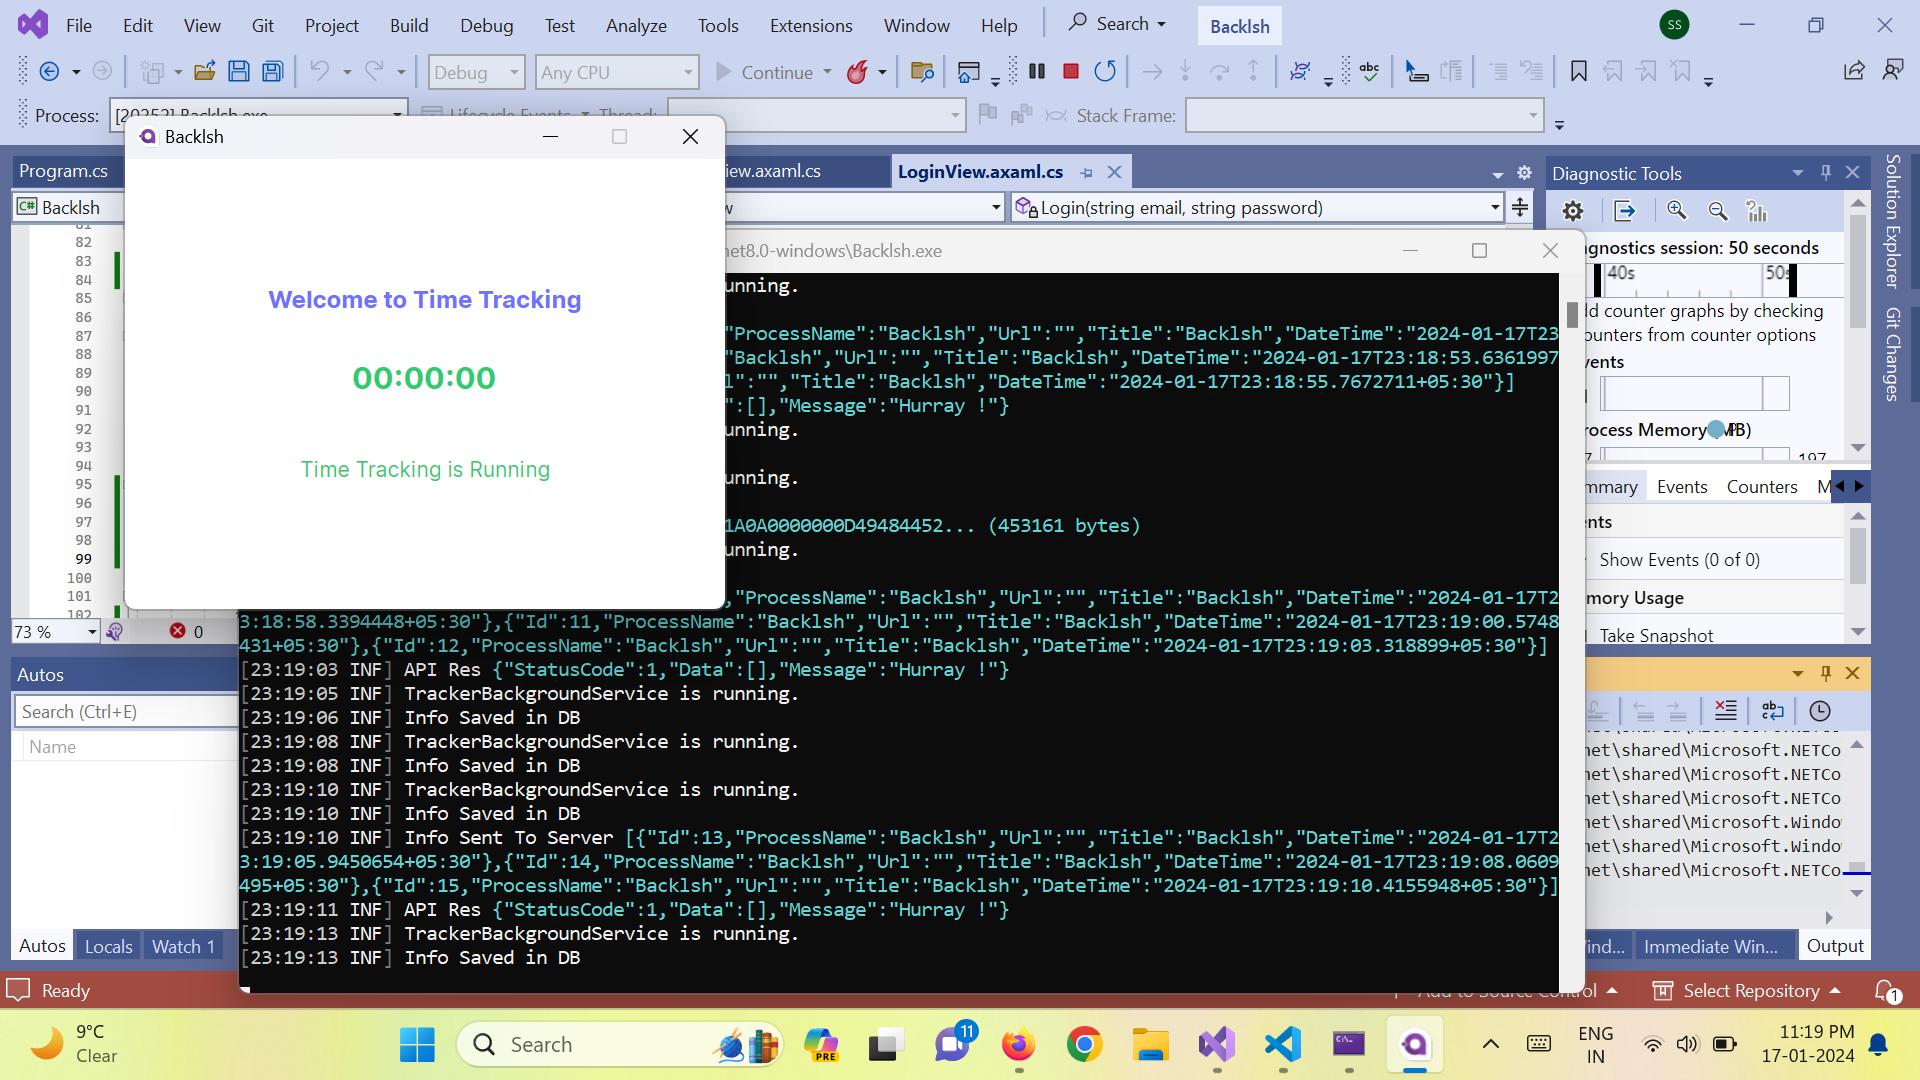 File Edit View Git Project Build Debug Test Analyze Tools Extensions Window Help Search Backlsh SS
Debug Any CPU Continue
Process: [20252] Backlsh.exe Lifecycle Events Thread: Stack Frame:
Backlsh
Program.cs
iew.axaml.cs
LoginView.axaml.cs
Backlsh
Login(string email, string password)
82
83
84
85
86
87
88
89
90
91
92
93
94
95
96
97
98
99
100
101
102
73 %
0
Welcome to Time Tracking
00:00:00
Time Tracking is Running
net8.0-windows\Backlsh.exe
unning.
"ProcessName":"Backlsh","Url":"","Title":"Backlsh","DateTime":"2024-01-17T23
"Backlsh","Url":"","Title":"Backlsh","DateTime":"2024-01-17T23:18:53.6361997
l":"","Title":"Backlsh","DateTime":"2024-01-17T23:18:55.7672711+05:30"}]
":[],"Message":"Hurray !"}
unning.
unning.
1A0A0000000D49484452... (453161 bytes)
unning.
,"ProcessName":"Backlsh","Url":"","Title":"Backlsh","DateTime":"2024-01-17T2
3:18:58.3394448+05:30"},{"Id":11,"ProcessName":"Backlsh","Url":"","Title":"Backlsh","DateTime":"2024-01-17T23:19:00.5748
431+05:30"},{"Id":12,"ProcessName":"Backlsh","Url":"","Title":"Backlsh","DateTime":"2024-01-17T23:19:03.318899+05:30"}]
[23:19:03 INF] API Res {"StatusCode":1,"Data":[],"Message":"Hurray !"}
[23:19:05 INF] TrackerBackgroundService is running.
[23:19:06 INF] Info Saved in DB
[23:19:08 INF] TrackerBackgroundService is running.
[23:19:08 INF] Info Saved in DB
[23:19:10 INF] TrackerBackgroundService is running.
[23:19:10 INF] Info Saved in DB
[23:19:10 INF] Info Sent To Server [{"Id":13,"ProcessName":"Backlsh","Url":"","Title":"Backlsh","DateTime":"2024-01-17T2
3:19:05.9450654+05:30"},{"Id":14,"ProcessName":"Backlsh","Url":"","Title":"Backlsh","DateTime":"2024-01-17T23:19:08.0609
495+05:30"},{"Id":15,"ProcessName":"Backlsh","Url":"","Title":"Backlsh","DateTime":"2024-01-17T23:19:10.4155948+05:30"}]
[23:19:11 INF] API Res {"StatusCode":1,"Data":[],"Message":"Hurray !"}
[23:19:13 INF] TrackerBackgroundService is running.
[23:19:13 INF] Info Saved in DB
Diagnostic Tools
agnostics session: 50 seconds
40s 50s
dd counter graphs by checking
ounters from counter options
vents
rocess Memory (MB)
197
mmary Events Counters M
ents
Show Events (0 of 0)
mory Usage
Take Snapshot
Solution Explorer
Git Changes
net\shared\Microsoft.NETCo
net\shared\Microsoft.NETCo
net\shared\Microsoft.NETCo
net\shared\Microsoft.Windo
net\shared\Microsoft.Windo
net\shared\Microsoft.NETCo
Autos
Search (Ctrl+E)
Name
Autos Locals Watch 1
ind... Immediate Win... Output
Ready
Add to Source Control Select Repository 1
9°C
Clear
Search
PRE
11
ENG
IN
11:19 PM
17-01-2024